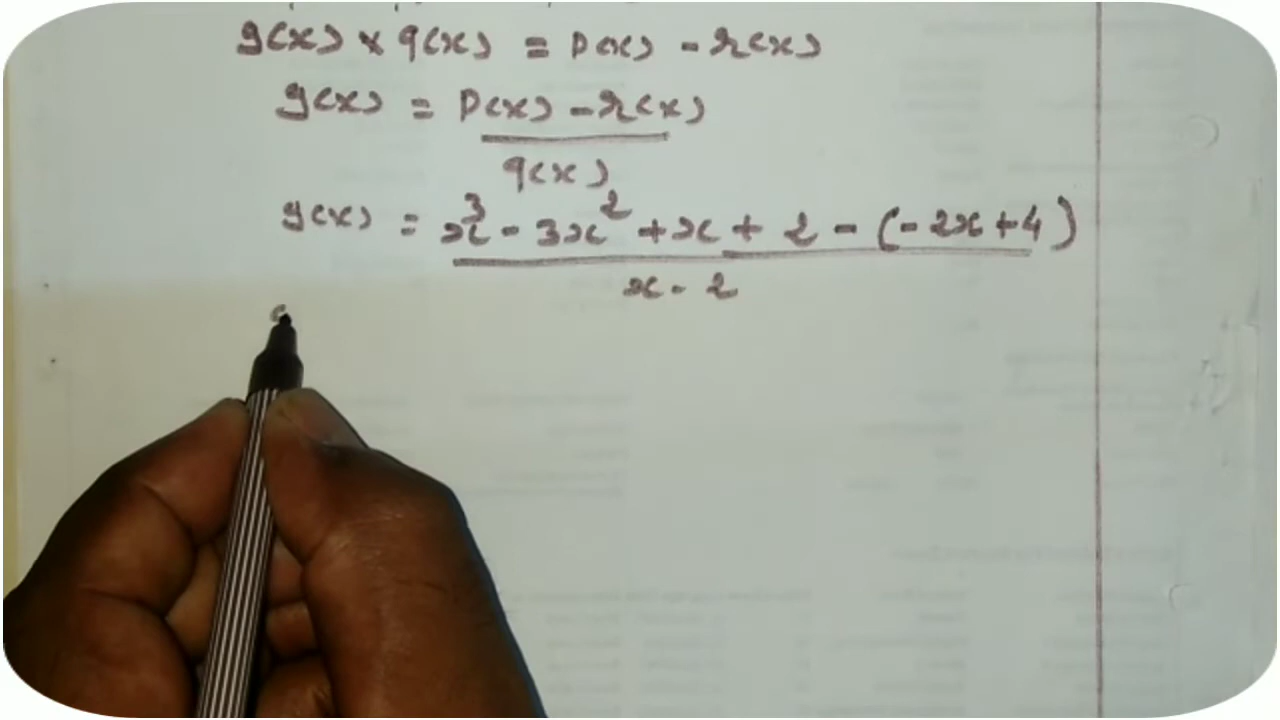 g(x) × q(x) = p(x) - r(x)
g(x) = p(x) - r(x)
q(x)
g(x) = x³ - 3x² + x + 2 - (-2x + 4)
x - 2